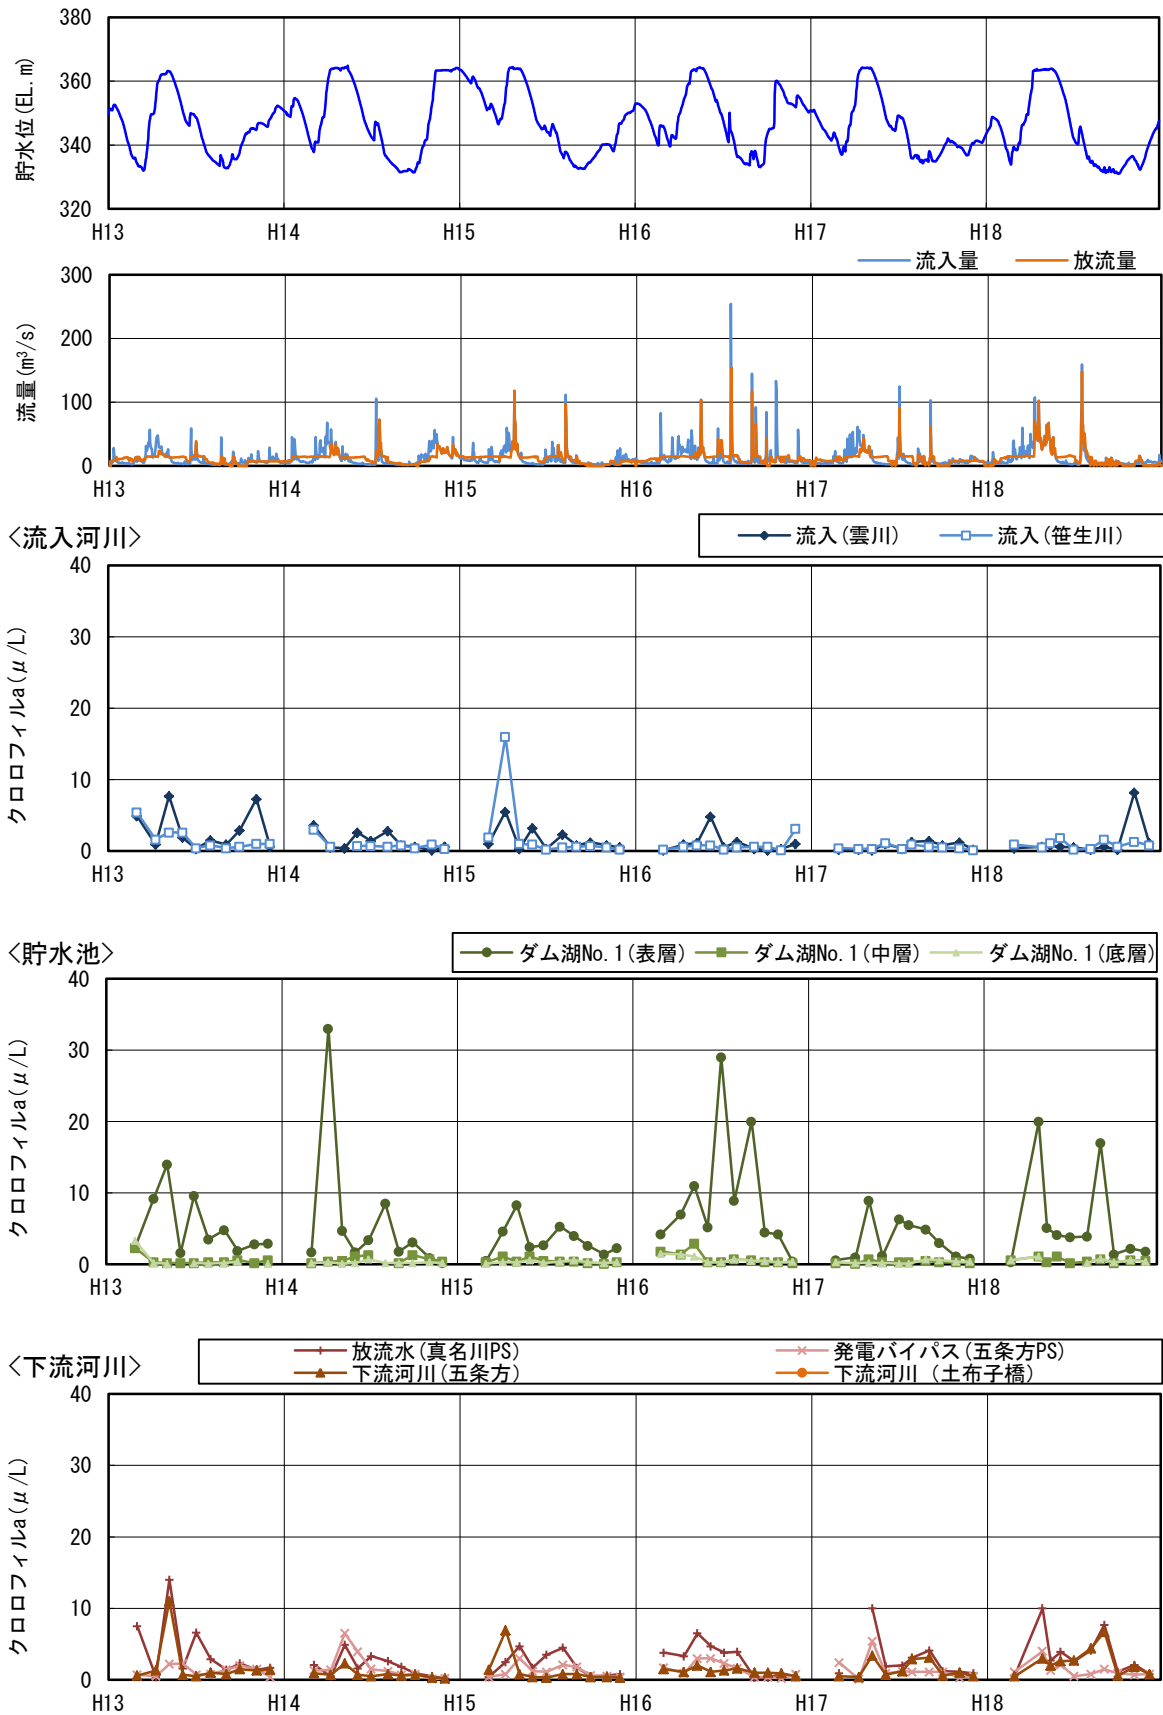 380
360
340
320
貯水位(EL.m)
H13 H14 H15 H16 H17 H18
流入量 放流量
300
200
100
0
流量(m³/s)
H13 H14 H15 H16 H17 H18
<流入河川>
流入(雲川) 流入(笹生川)
40
30
20
10
0
クロロフィルa(μ/L)
H13 H14 H15 H16 H17 H18
<貯水池>
ダム湖No.1(表層) ダム湖No.1(中層) ダム湖No.1(底層)
40
30
20
10
0
クロロフィルa(μ/L)
H13 H14 H15 H16 H17 H18
<下流河川>
放流水(真名川PS) 発電バイパス(五条方PS)
下流河川(五条方) 下流河川 (土布子橋)
40
30
20
10
0
クロロフィルa(μ/L)
H13 H14 H15 H16 H17 H18